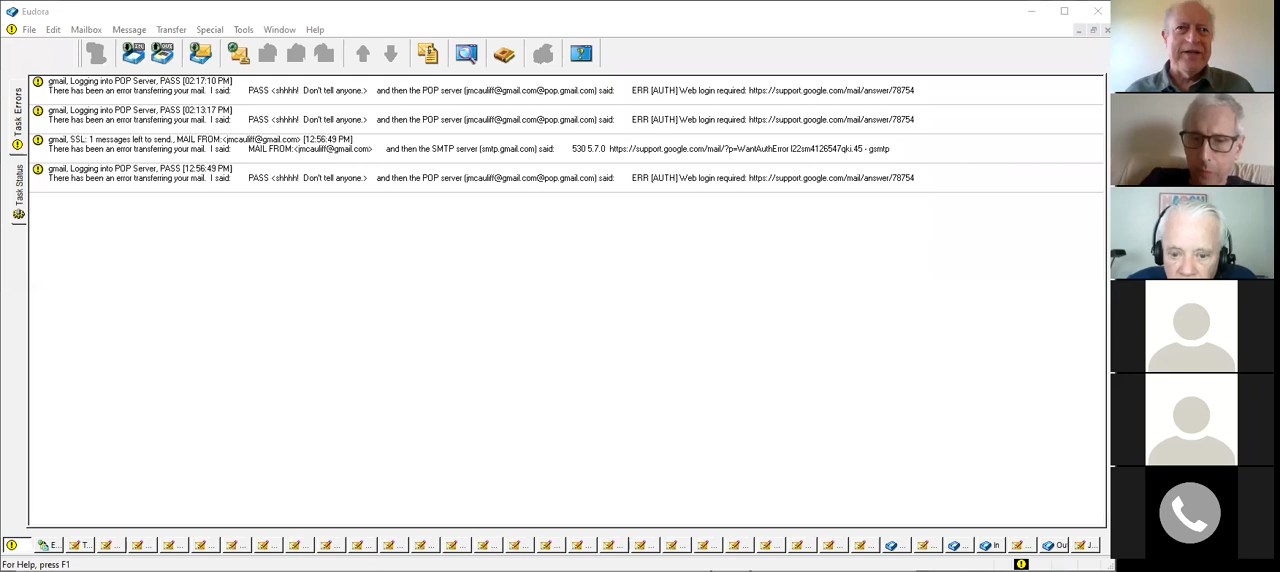 Eudora
File Edit Mailbox Message Transfer Special Tools Window Help
Task Errors
Task Status
gmail, Logging into POP Server, PASS [02:17:10 PM]
There has been an error transferring your mail. I said: PASS <shhhh! Don't tell anyone.> and then the POP server (jmcauliff@gmail.com@pop.gmail.com) said: ERR [AUTH] Web login required: https://support.google.com/mail/answer/78754
gmail, Logging into POP Server, PASS [02:13:17 PM]
There has been an error transferring your mail. I said: PASS <shhhh! Don't tell anyone.> and then the POP server (jmcauliff@gmail.com@pop.gmail.com) said: ERR [AUTH] Web login required: https://support.google.com/mail/answer/78754
gmail, SSL: 1 messages left to send., MAIL FROM:<jmcauliff@gmail.com> [12:56:49 PM]
There has been an error transferring your mail. I said: MAIL FROM:<jmcauliff@gmail.com> and then the SMTP server (smtp.gmail.com) said: 530 5.7.0 https://support.google.com/mail/?p=WantAuthError l22sm4126547qki.45 - gsmtp
gmail, Logging into POP Server, PASS [12:56:49 PM]
There has been an error transferring your mail. I said: PASS <shhhh! Don't tell anyone.> and then the POP server (jmcauliff@gmail.com@pop.gmail.com) said: ERR [AUTH] Web login required: https://support.google.com/mail/answer/78754
E... T... ... ... ... ... ... ... ... ... ... ... ... ... ... ... ... ... ... ... ... ... ... ... ... ... ... ... ... ... In ... Ou J...
For Help, press F1